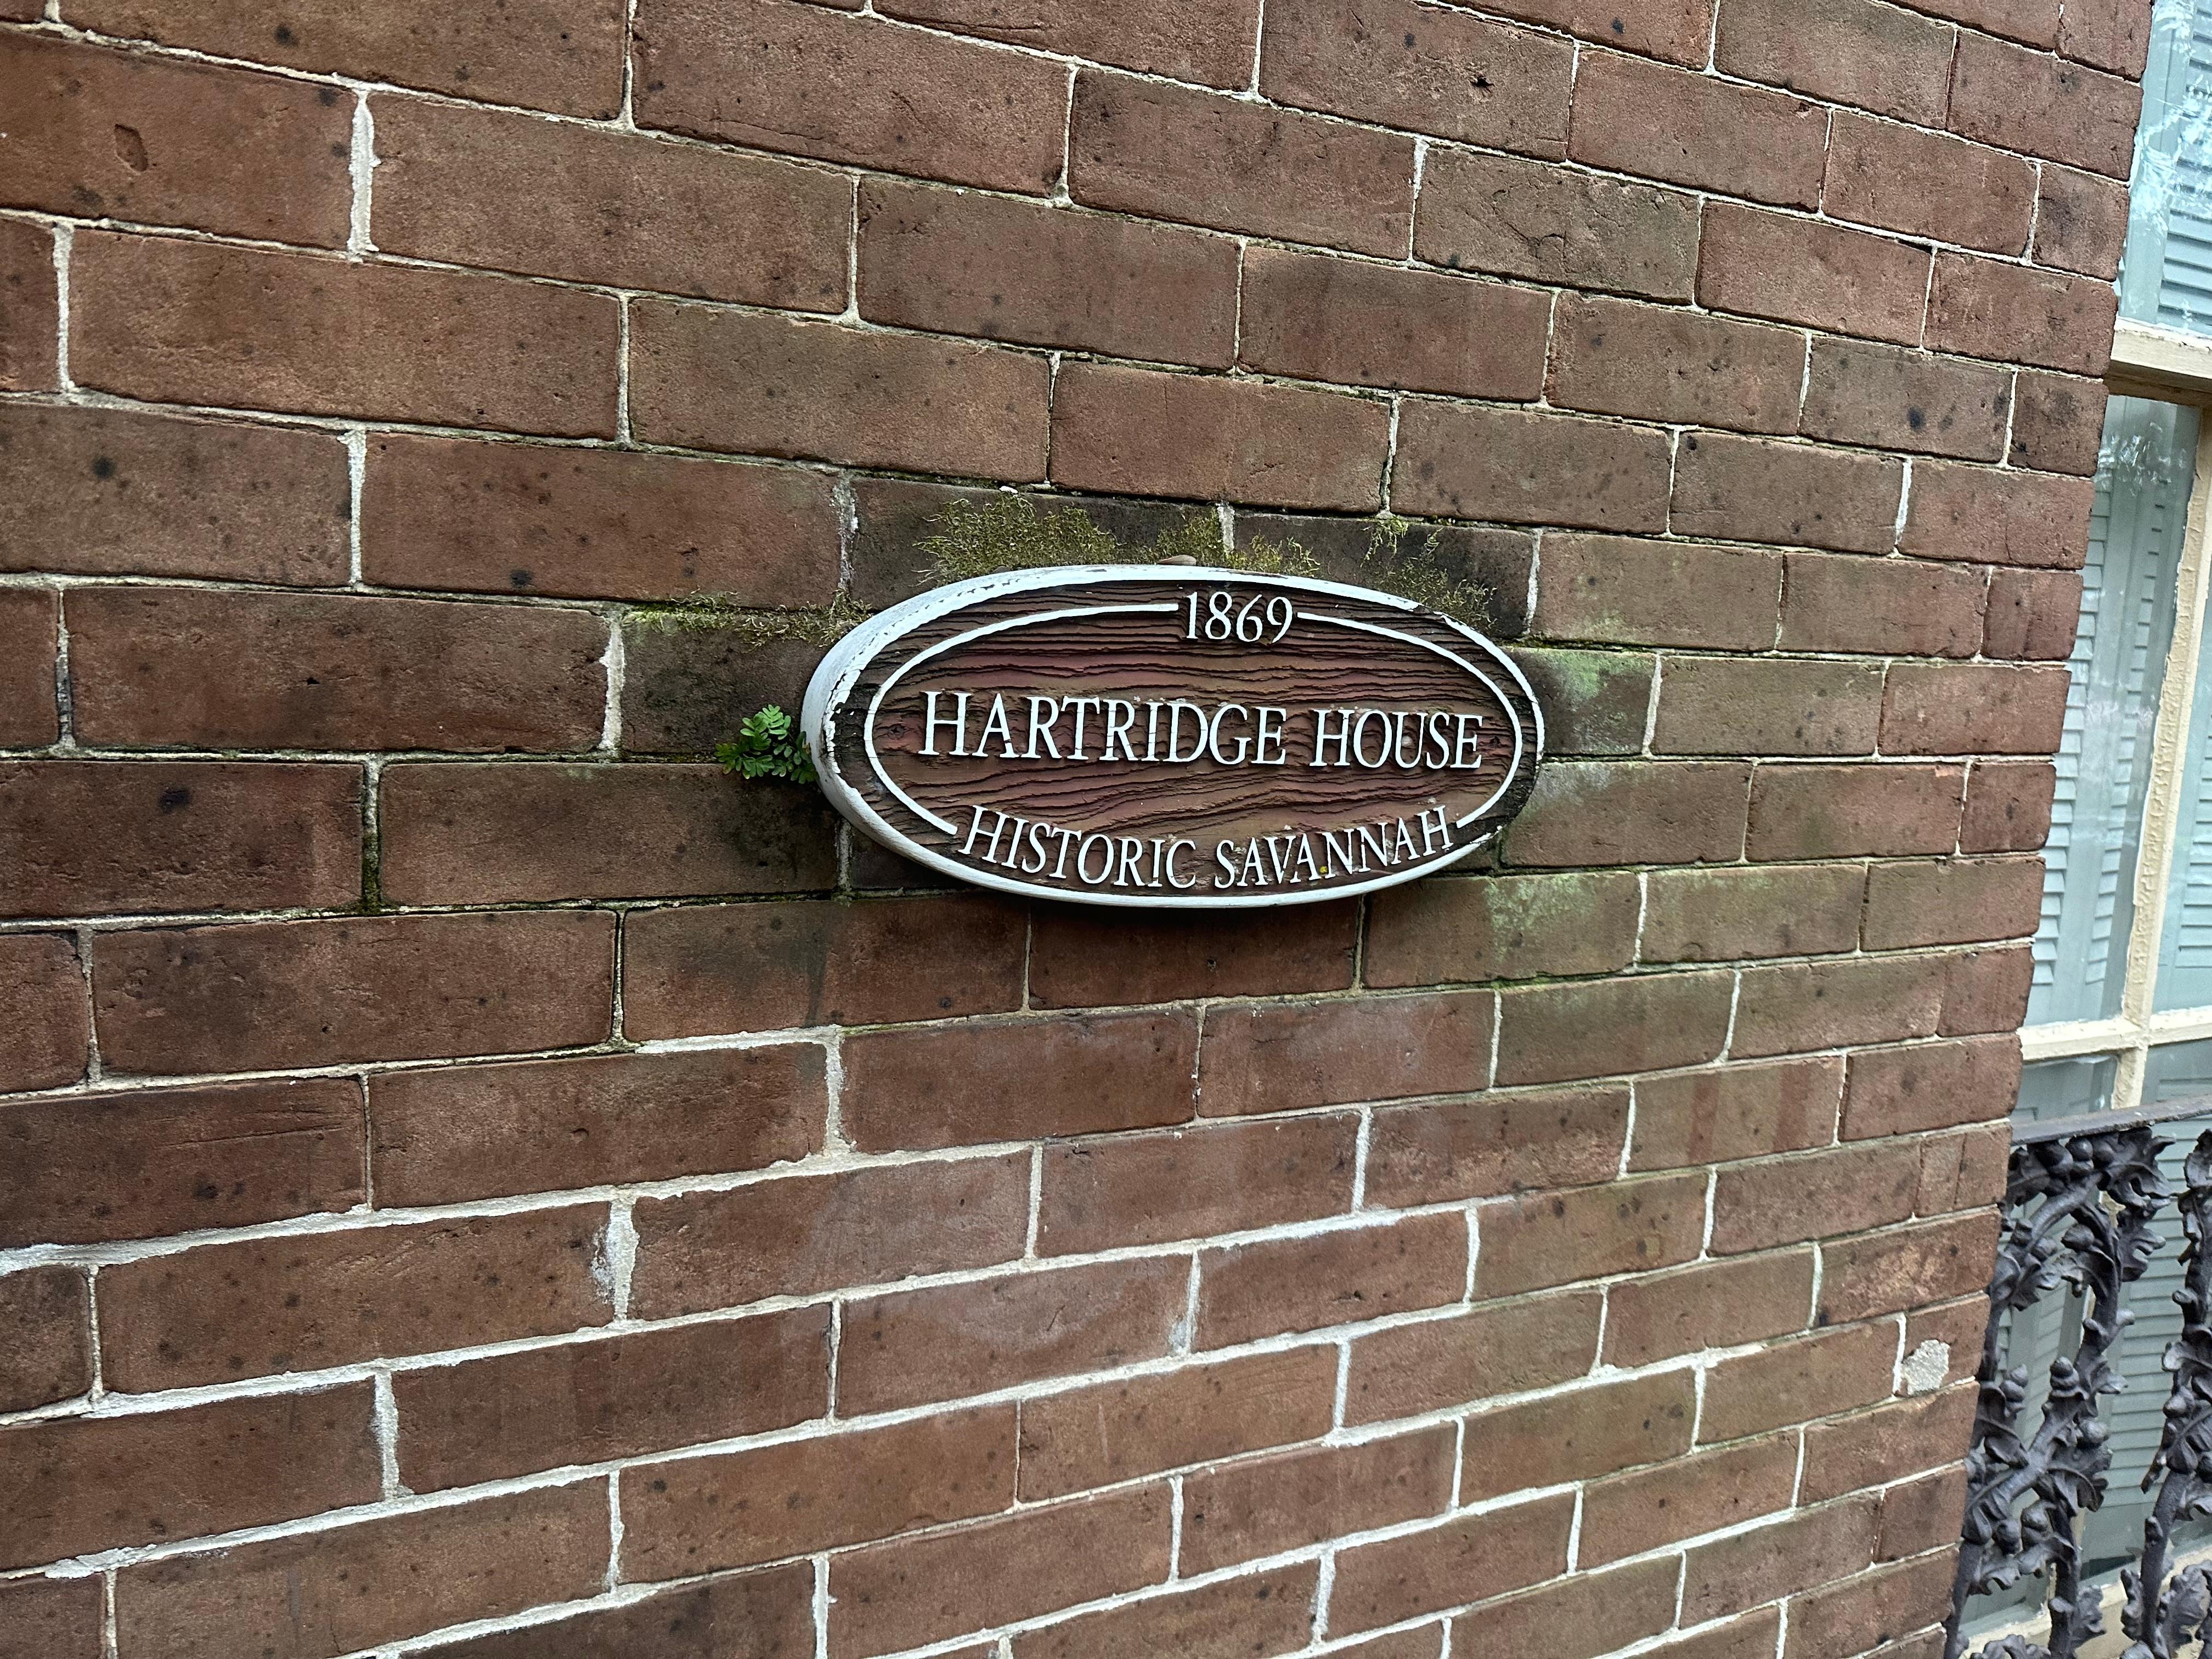 1869
HARTRIDGE HOUSE
HISTORIC SAVANNAH